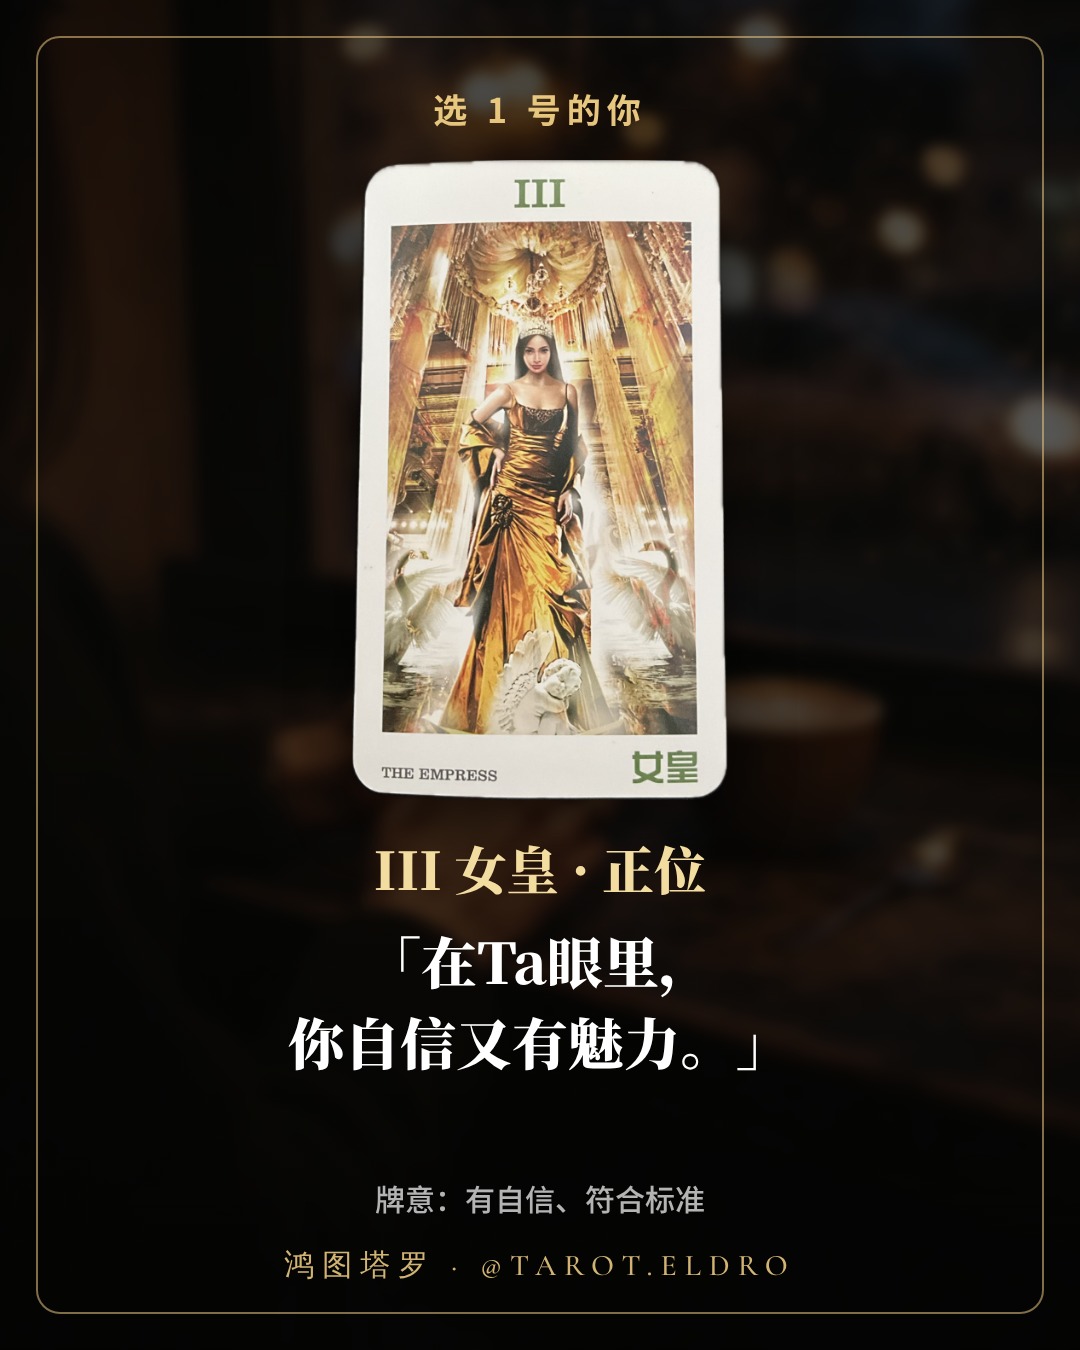 选 1 号的你
III
THE EMPRESS
女皇
III 女皇 · 正位
「在Ta眼里，
你自信又有魅力。」
牌意：有自信、符合标准
鸿图塔罗 · @TAROT.ELDRO